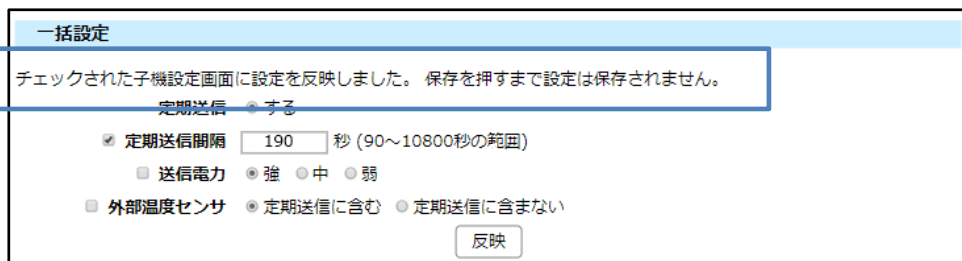 一括設定
チェックされた子機設定画面に設定を反映しました。 保存を押すまで設定は保存されません。
定期送信 する
定期送信間隔 190 秒 (90～10800秒の範囲)
送信電力 強 中 弱
外部温度センサ 定期送信に含む 定期送信に含まない
反映